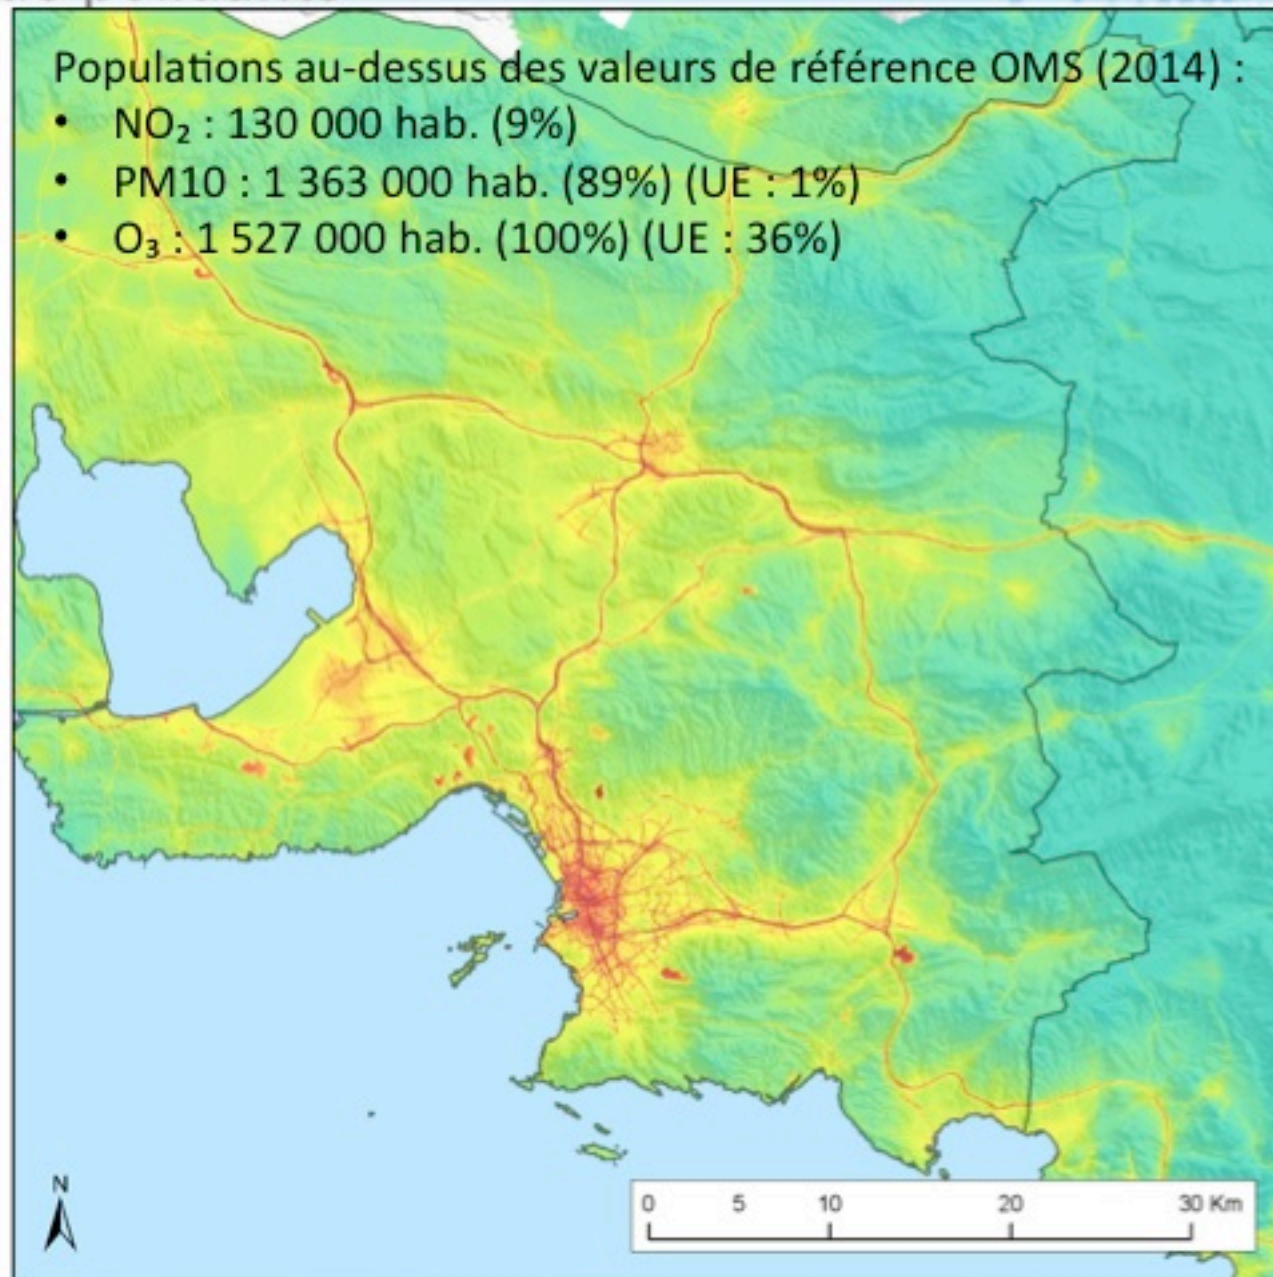 Populations au-dessus des valeurs de référence OMS (2014) :
• NO₂ : 130 000 hab. (9%)
• PM10 : 1 363 000 hab. (89%) (UE : 1%)
• O₃ : 1 527 000 hab. (100%) (UE : 36%)
N
0 5 10 20 30 Km